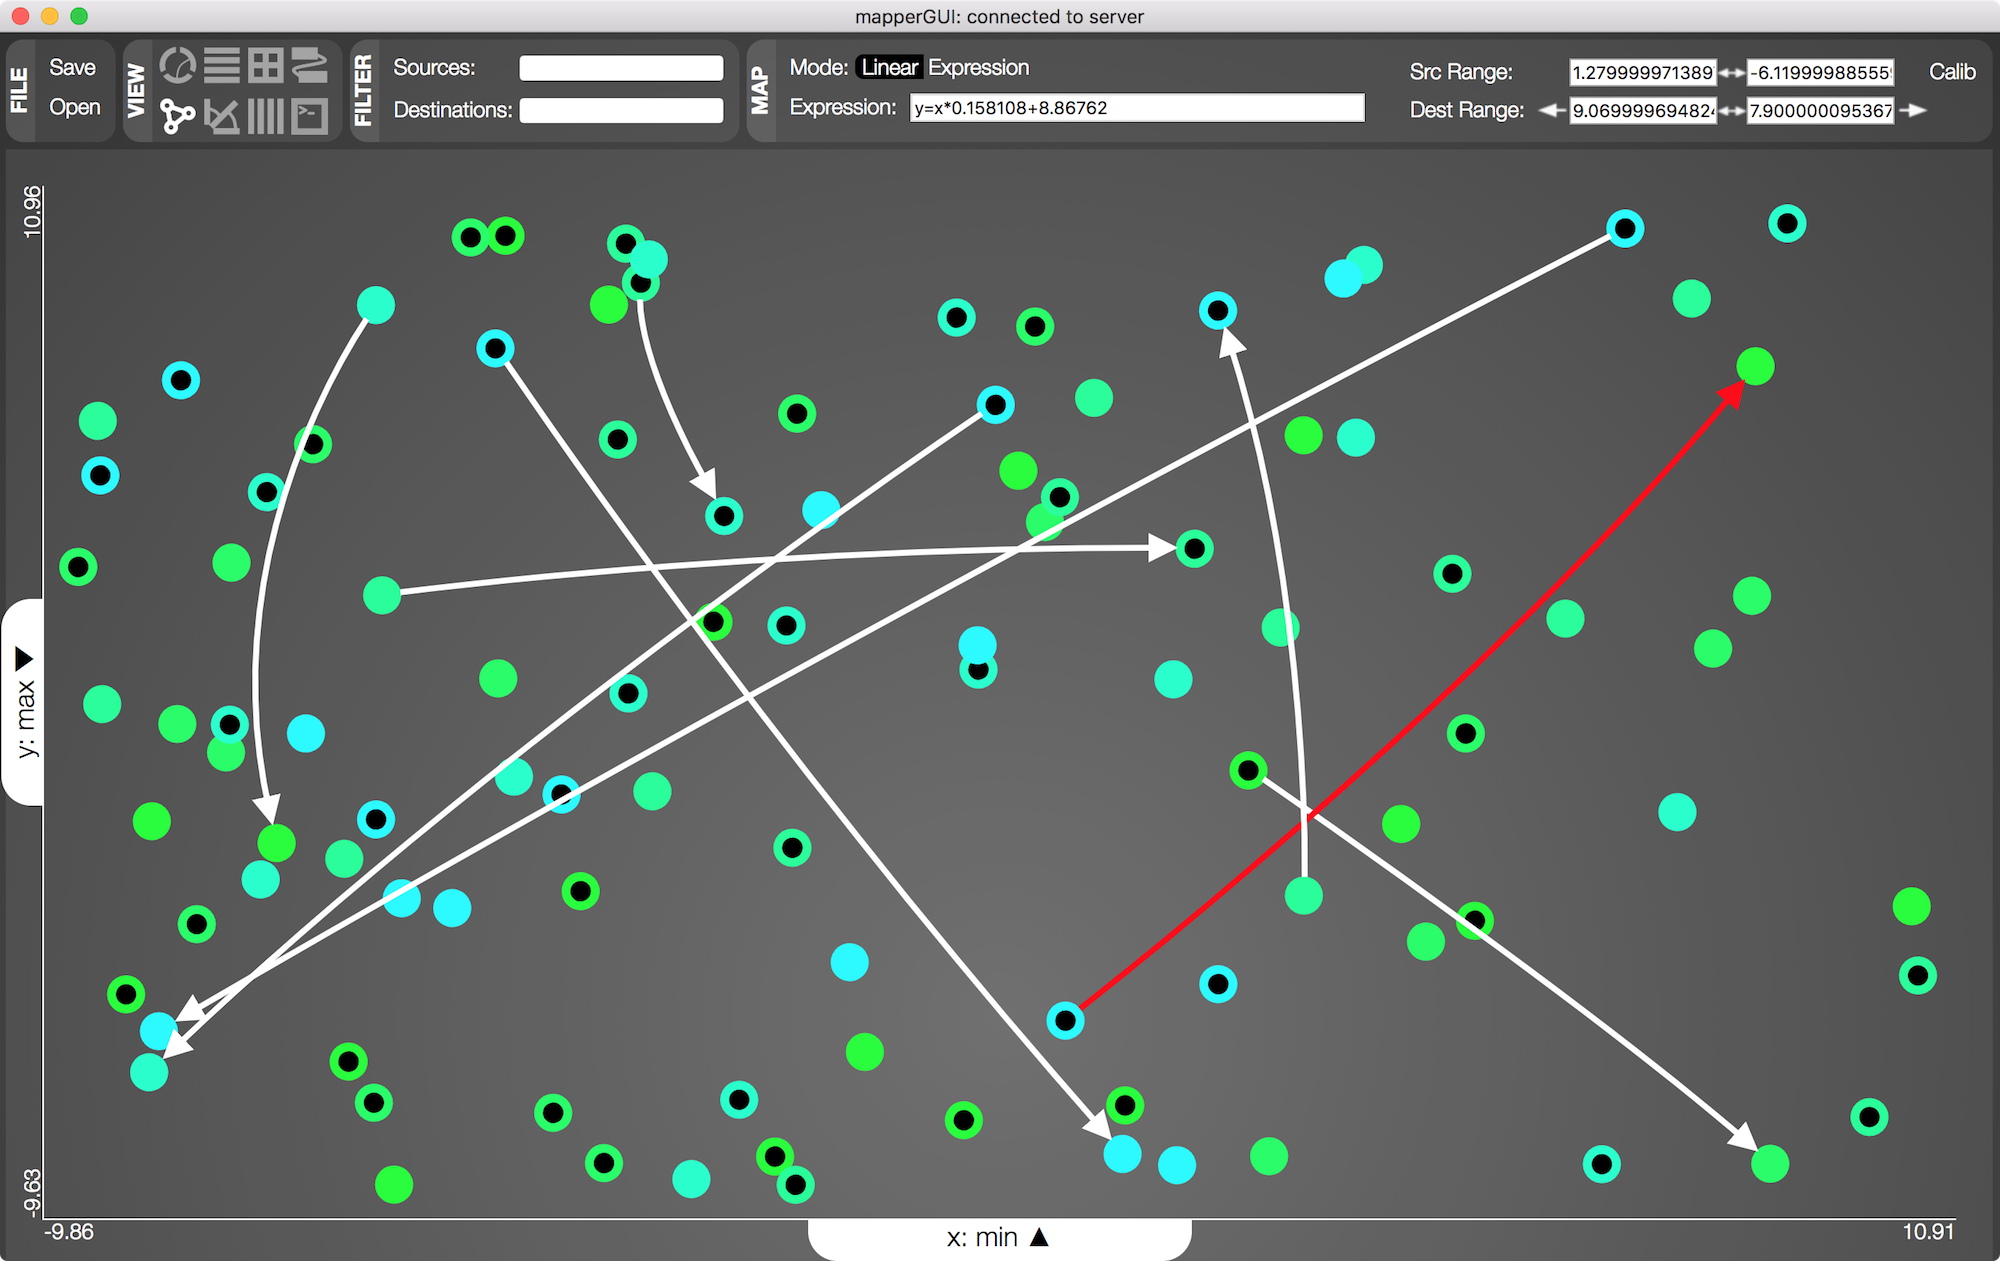 mapperGUI: connected to server
FILE
Save
Open
VIEW
FILTER
Sources:
Destinations:
MAP
Mode: Linear Expression
Expression: y=x*0.158108+8.86762
Src Range: 1.279999971389 -6.11999988555 Calib
Dest Range: 9.06999969482 7.900000095367
10.96
y: max
-9.63
-9.86
x: min
10.91